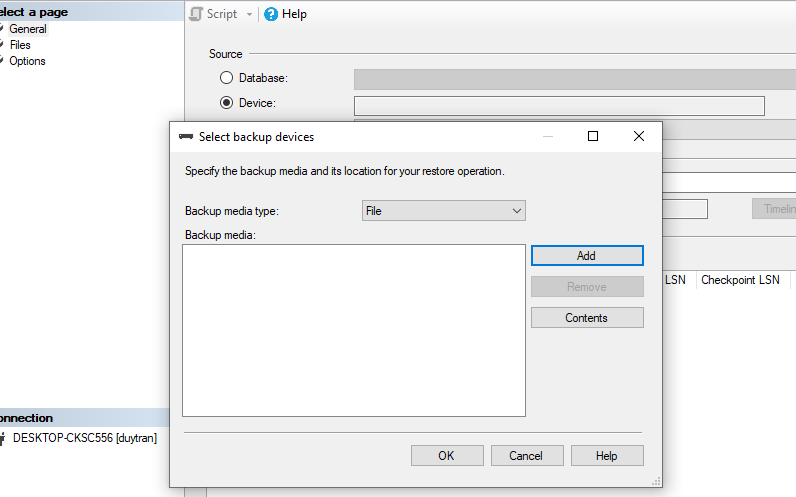 elect a page
Script
Help
General
Files
Options
Source
Database:
Device:
Select backup devices
Specify the backup media and its location for your restore operation.
Backup media type:
File
Backup media:
Add
Remove
Contents
OK
Cancel
Help
Timelin
LSN
Checkpoint LSN
onnection
DESKTOP-CKSC556 [duytran]